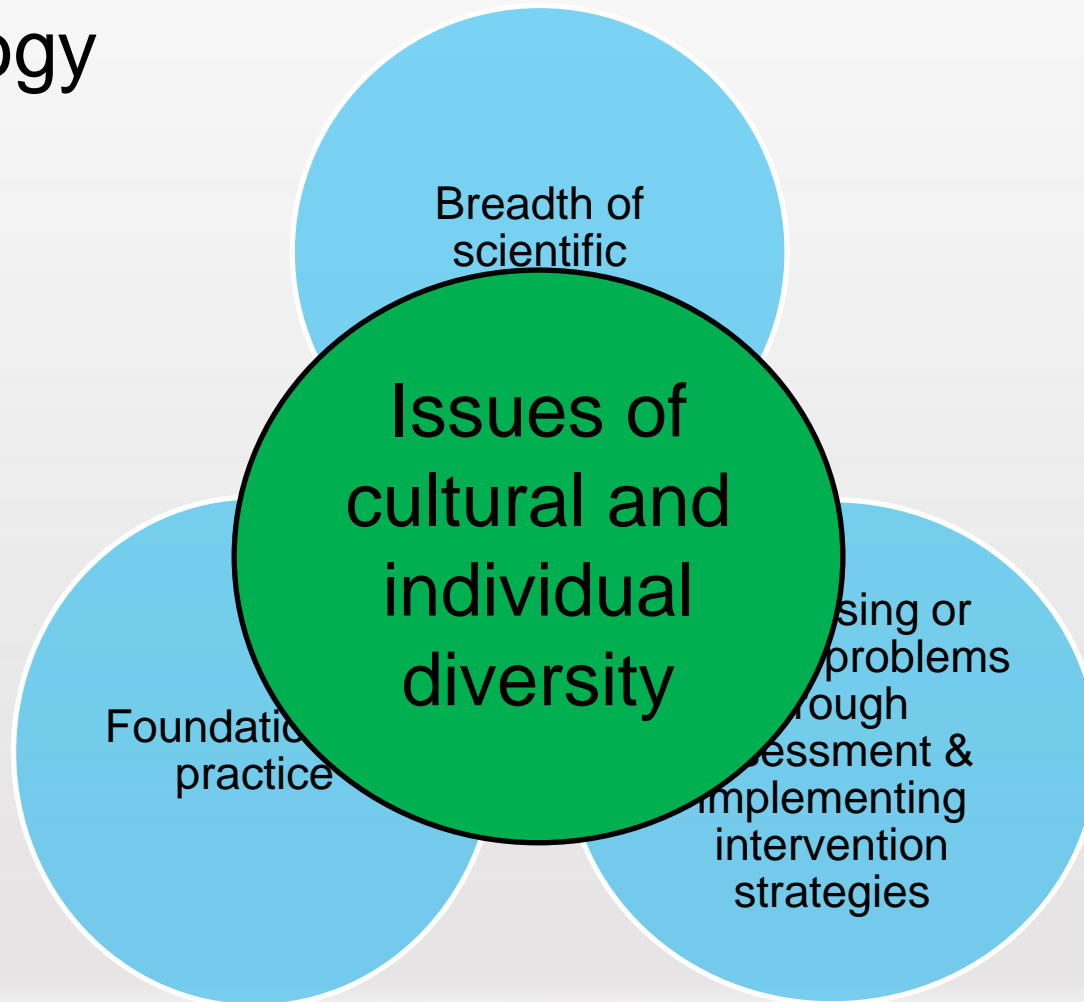 ogy
Breadth of
scientific
Issues of
cultural and
individual
diversity
Foundatio
practice
sing or
problems
rough
essment &
implementing
intervention
strategies